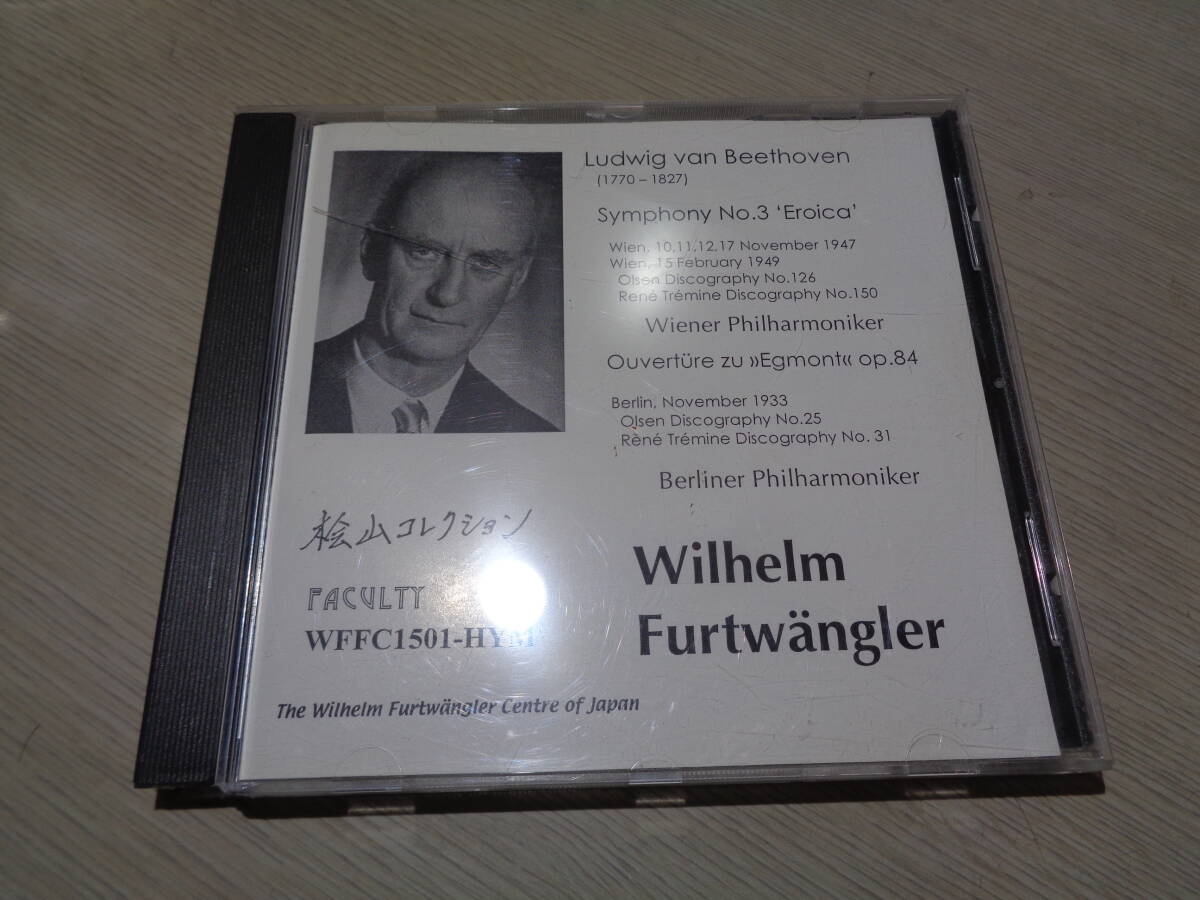 Ludwig van Beethoven
(1770 – 1827)
Symphony No.3 ‘Eroica’
Wien, 10,11,12,17 November 1947
Wien, 15 February 1949
Olsen Discography No.126
René Trémine Discography No.150
Wiener Philharmoniker
Ouvertüre zu »Egmont« op.84
Berlin, November 1933
Olsen Discography No.25
Rèné Trémine Discography No. 31
Berliner Philharmoniker
桧山コレクション
FACULTY
WFFC1501-HYM
Wilhelm
Furtwängler
The Wilhelm Furtwängler Centre of Japan